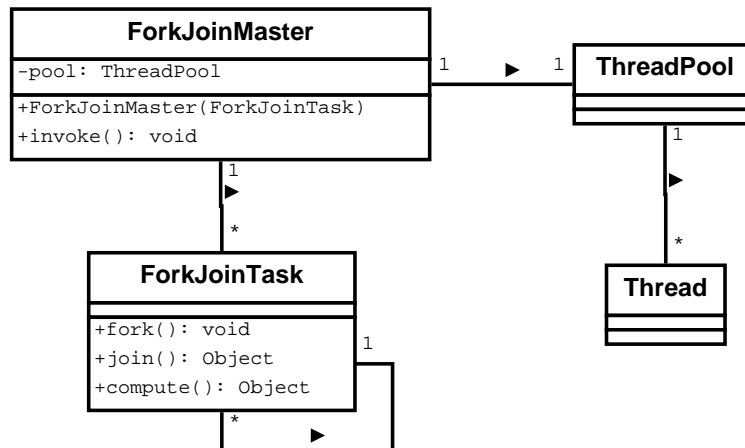 ForkJoinMaster
-pool: ThreadPool
+ForkJoinMaster(ForkJoinTask)
+invoke(): void
1
1
ThreadPool
1
*
1
*
Thread
ForkJoinTask
+fork(): void
+join(): Object
+compute(): Object
1
*